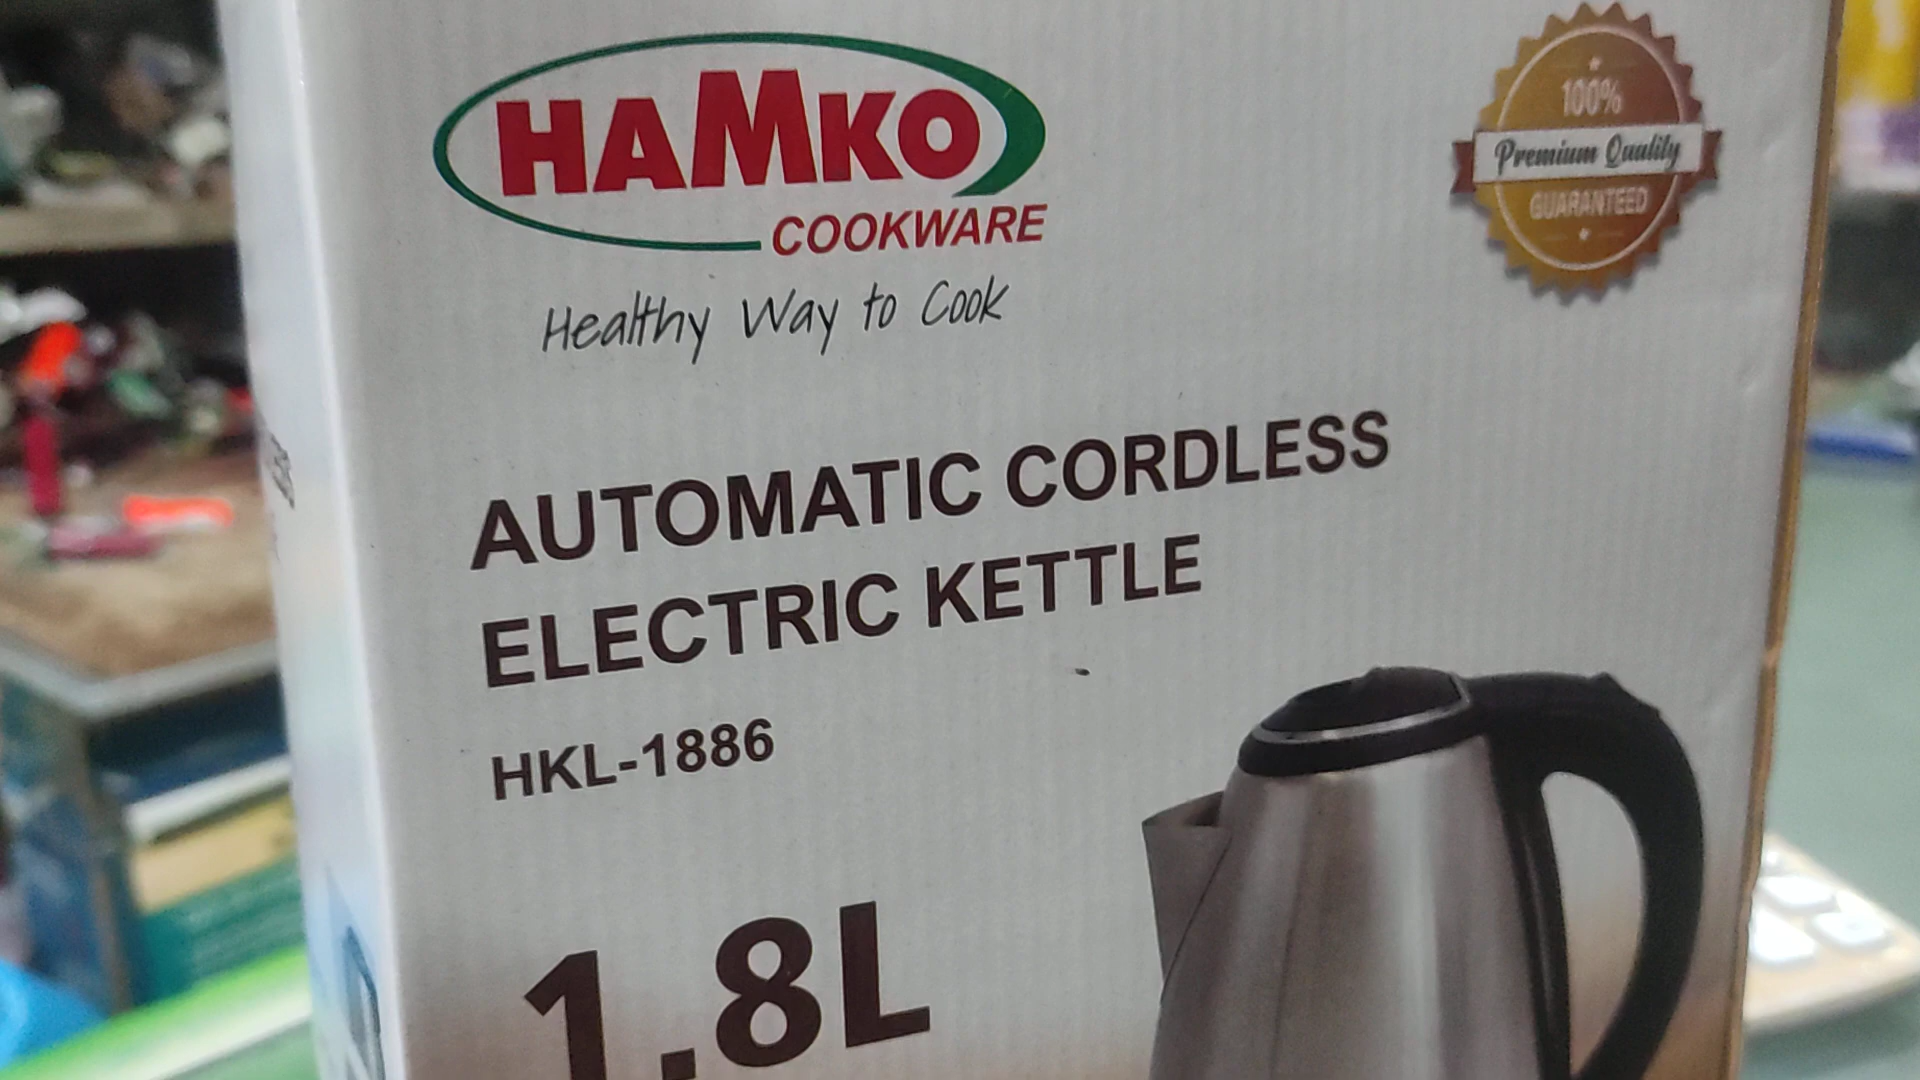 HAMKO
COOKWARE
Healthy Way to Cook
100%
Premium Quality
GUARANTEED
AUTOMATIC CORDLESS
ELECTRIC KETTLE
HKL-1886
1.8L